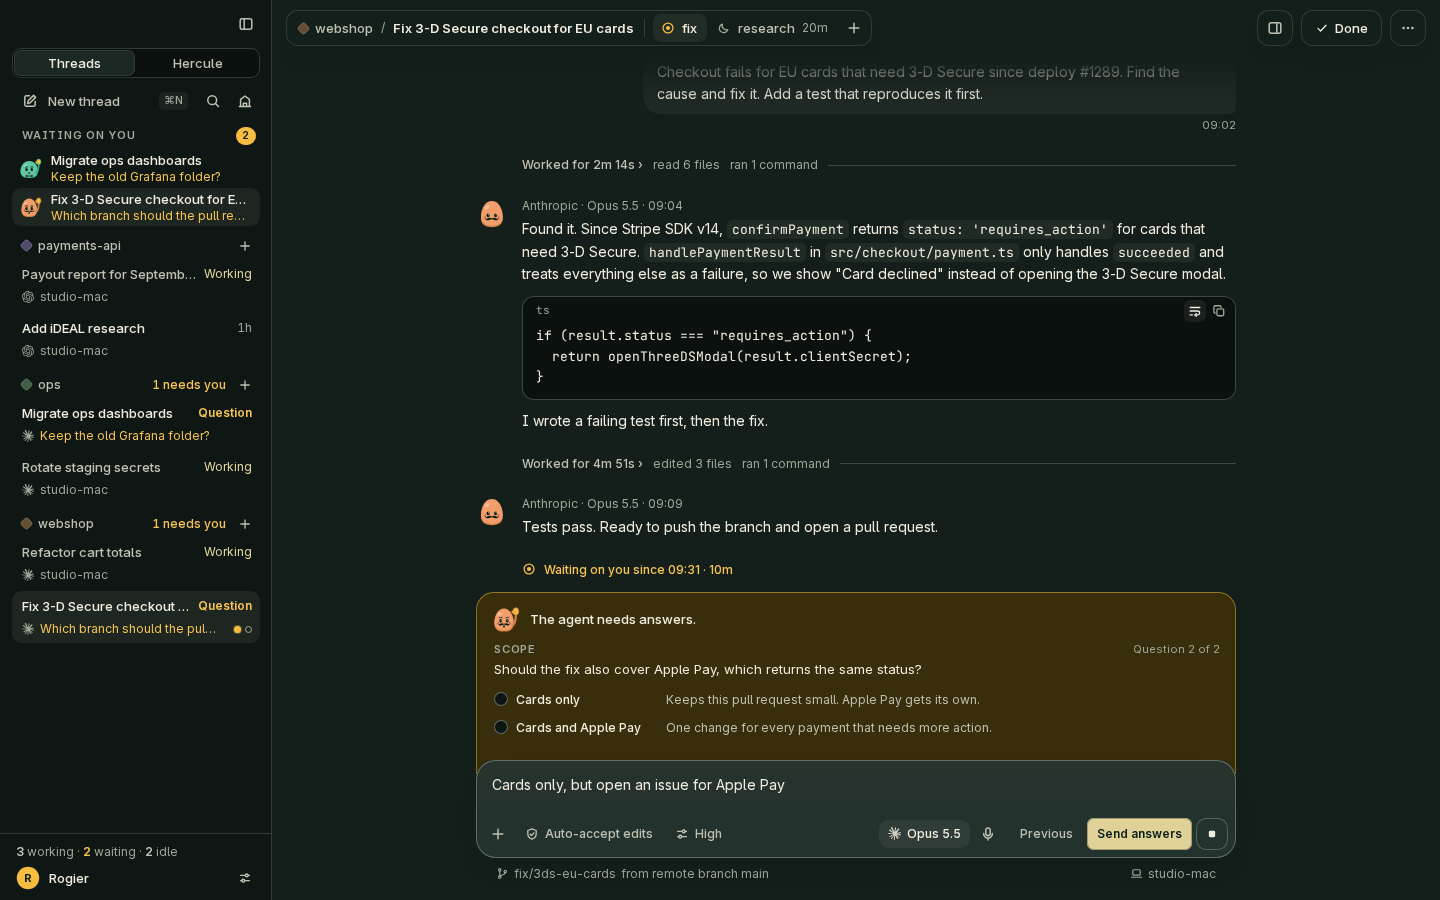 Threads
Hercule
New thread
⌘N
WAITING ON YOU
2
Migrate ops dashboards
Keep the old Grafana folder?
Fix 3-D Secure checkout for E…
Which branch should the pull re…
payments-api
Payout report for Septemb…
Working
studio-mac
Add iDEAL research
1h
studio-mac
ops
1 needs you
Migrate ops dashboards
Question
Keep the old Grafana folder?
Rotate staging secrets
Working
studio-mac
webshop
1 needs you
Refactor cart totals
Working
studio-mac
Fix 3-D Secure checkout …
Question
Which branch should the pul…
3 working · 2 waiting · 2 idle
R
Rogier
webshop / Fix 3-D Secure checkout for EU cards
fix
research 20m
Done
Checkout fails for EU cards that need 3-D Secure since deploy #1289. Find the
cause and fix it. Add a test that reproduces it first.
09:02
Worked for 2m 14s › read 6 files ran 1 command
Anthropic · Opus 5.5 · 09:04
Found it. Since Stripe SDK v14, confirmPayment returns status: 'requires_action' for cards that
need 3-D Secure. handlePaymentResult in src/checkout/payment.ts only handles succeeded and
treats everything else as a failure, so we show "Card declined" instead of opening the 3-D Secure modal.
ts
if (result.status === "requires_action") {
  return openThreeDSModal(result.clientSecret);
}
I wrote a failing test first, then the fix.
Worked for 4m 51s › edited 3 files ran 1 command
Anthropic · Opus 5.5 · 09:09
Tests pass. Ready to push the branch and open a pull request.
Waiting on you since 09:31 · 10m
The agent needs answers.
SCOPE
Question 2 of 2
Should the fix also cover Apple Pay, which returns the same status?
Cards only
Keeps this pull request small. Apple Pay gets its own.
Cards and Apple Pay
One change for every payment that needs more action.
Cards only, but open an issue for Apple Pay
Auto-accept edits
High
Opus 5.5
Previous
Send answers
fix/3ds-eu-cards from remote branch main
studio-mac